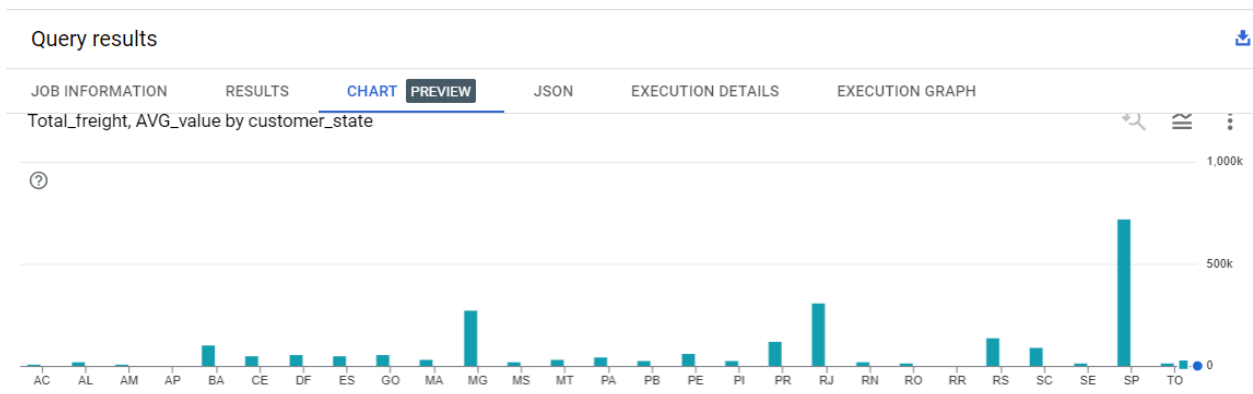 Query results
JOB INFORMATION RESULTS CHART PREVIEW JSON EXECUTION DETAILS EXECUTION GRAPH
Total_freight, AVG_value by customer_state
1,000k
500k
0
AC AL AM AP BA CE DF ES GO MA MG MS MT PA PB PE PI PR RJ RN RO RR RS SC SE SP TO